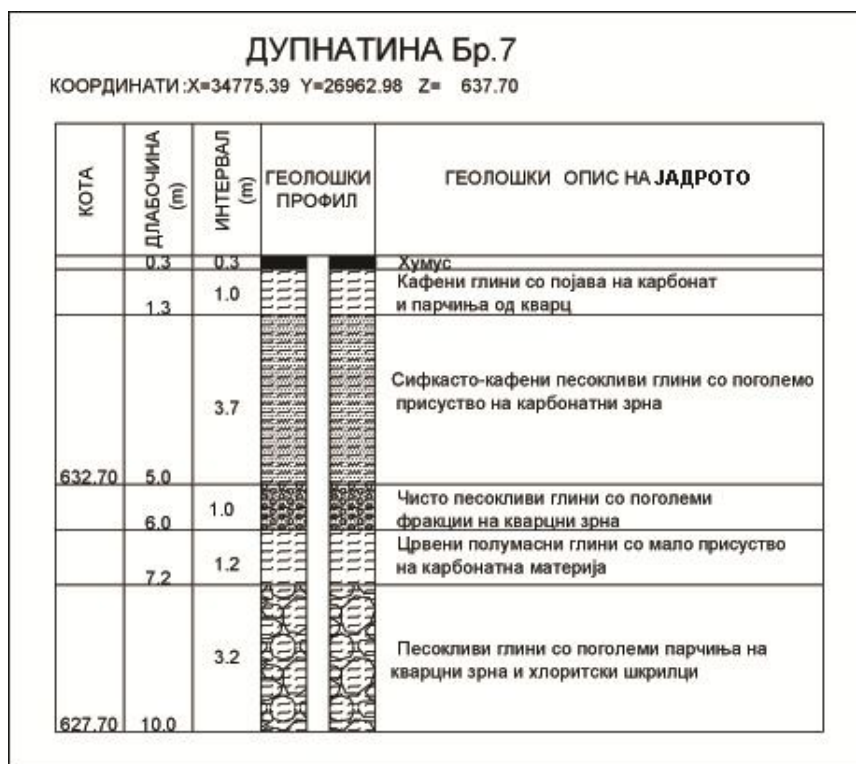 ДУПНАТИНА Бр.7
КООРДИНАТИ :X=34775.39 Y=26962.98 Z= 637.70
КОТА
ДЛАБОЧИНА
(m)
ИНТЕРВАЛ
(m)
ГЕОЛОШКИ
ПРОФИЛ
ГЕОЛОШКИ ОПИС НА ЈАДРОТО
0.3 0.3 Хумус
1.3 1.0 Кафени глини со појава на карбонат
и парчиња од кварц
632.70 5.0 3.7 Сифкасто-кафени песокливи глини со поголемо
присуство на карбонатни зрна
6.0 1.0 Чисто песокливи глини со поголеми
фракции на кварцни зрна
7.2 1.2 Црвени полумасни глини со мало присуство
на карбонатна материја
627.70 10.0 3.2 Песокливи глини со поголеми парчиња на
кварцни зрна и хлоритски шкрилци